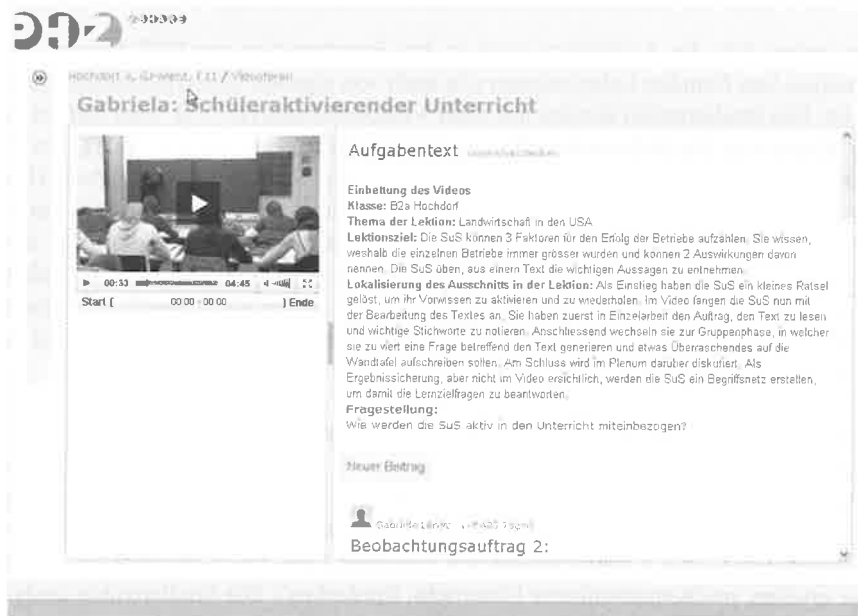 PHZ SHARE
Hochdorf / Videoforen
Gabriela: Schüleraktivierender Unterricht
Aufgabentext
Einbettung des Videos
Klasse: B2a Hochdorf
Thema der Lektion: Landwirtschaft in den USA
Lektionsziel: Die SuS können 3 Faktoren für den Erfolg der Betriebe aufzählen. Sie wissen,
weshalb die einzelnen Betriebe immer grösser wurden und können 2 Auswirkungen davon
nennen. Die SuS üben, aus einem Text die wichtigen Aussagen zu entnehmen.
Lokalisierung des Ausschnitts in der Lektion: Als Einstieg haben die SuS ein kleines Rätsel
gelöst, um ihr Vorwissen zu aktivieren und zu wiederholen. Im Video fangen die SuS nun mit
der Bearbeitung des Textes an. Sie haben zuerst in Einzelarbeit den Auftrag, den Text zu lesen
und wichtige Stichworte zu notieren. Anschliessend wechseln sie zur Gruppenphase, in welcher
sie zu viert eine Frage betreffend den Text generieren und etwas Überraschendes auf die
Wandtafel aufschreiben sollen. Am Schluss wird im Plenum darüber diskutiert. Als
Ergebnissicherung, aber nicht im Video ersichtlich, werden die SuS ein Begriffsnetz erstellen,
um damit die Lernzielfragen zu beantworten.
Fragestellung:
Wie werden die SuS aktiv in den Unterricht miteinbezogen?
00:33 04:45
Start [ 00:00 - 00:00 ] Ende
Neuer Beitrag
Beobachtungsauftrag 2: